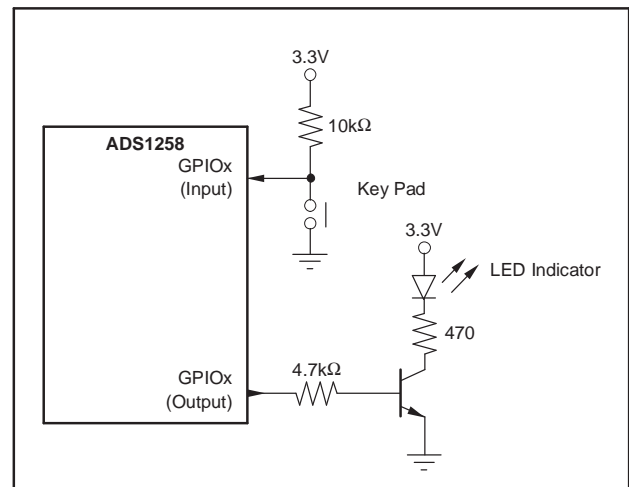 3.3V
10kΩ
ADS1258
GPIOx
(Input)
Key Pad
3.3V
LED Indicator
470
4.7kΩ
GPIOx
(Output)